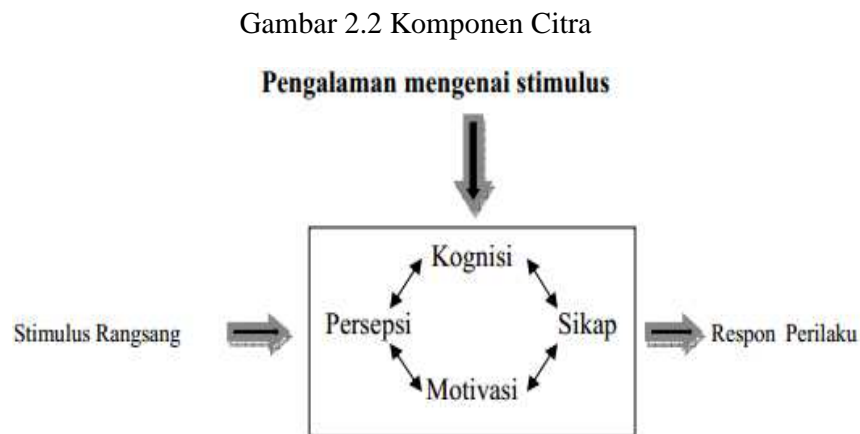 Gambar 2.2 Komponen Citra
Pengalaman mengenai stimulus
Kognisi
Stimulus Rangsang
Persepsi
Sikap
Respon Perilaku
Motivasi